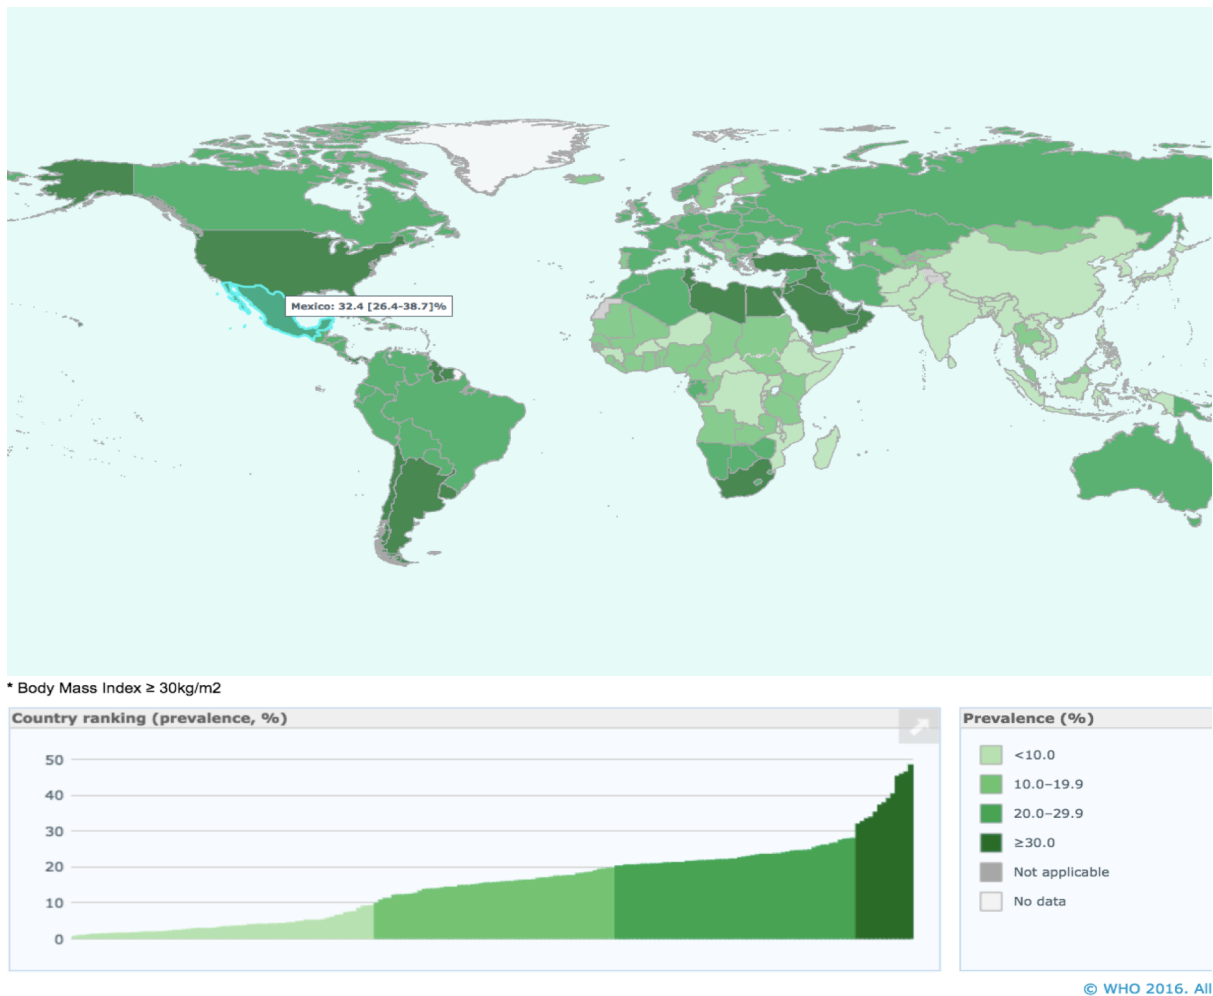 Mexico: 32.4 [26.4-38.7]%
* Body Mass Index ≥ 30kg/m2
Country ranking (prevalence, %)
50
40
30
20
10
0
Prevalence (%)
<10.0
10.0–19.9
20.0–29.9
≥30.0
Not applicable
No data
© WHO 2016. All